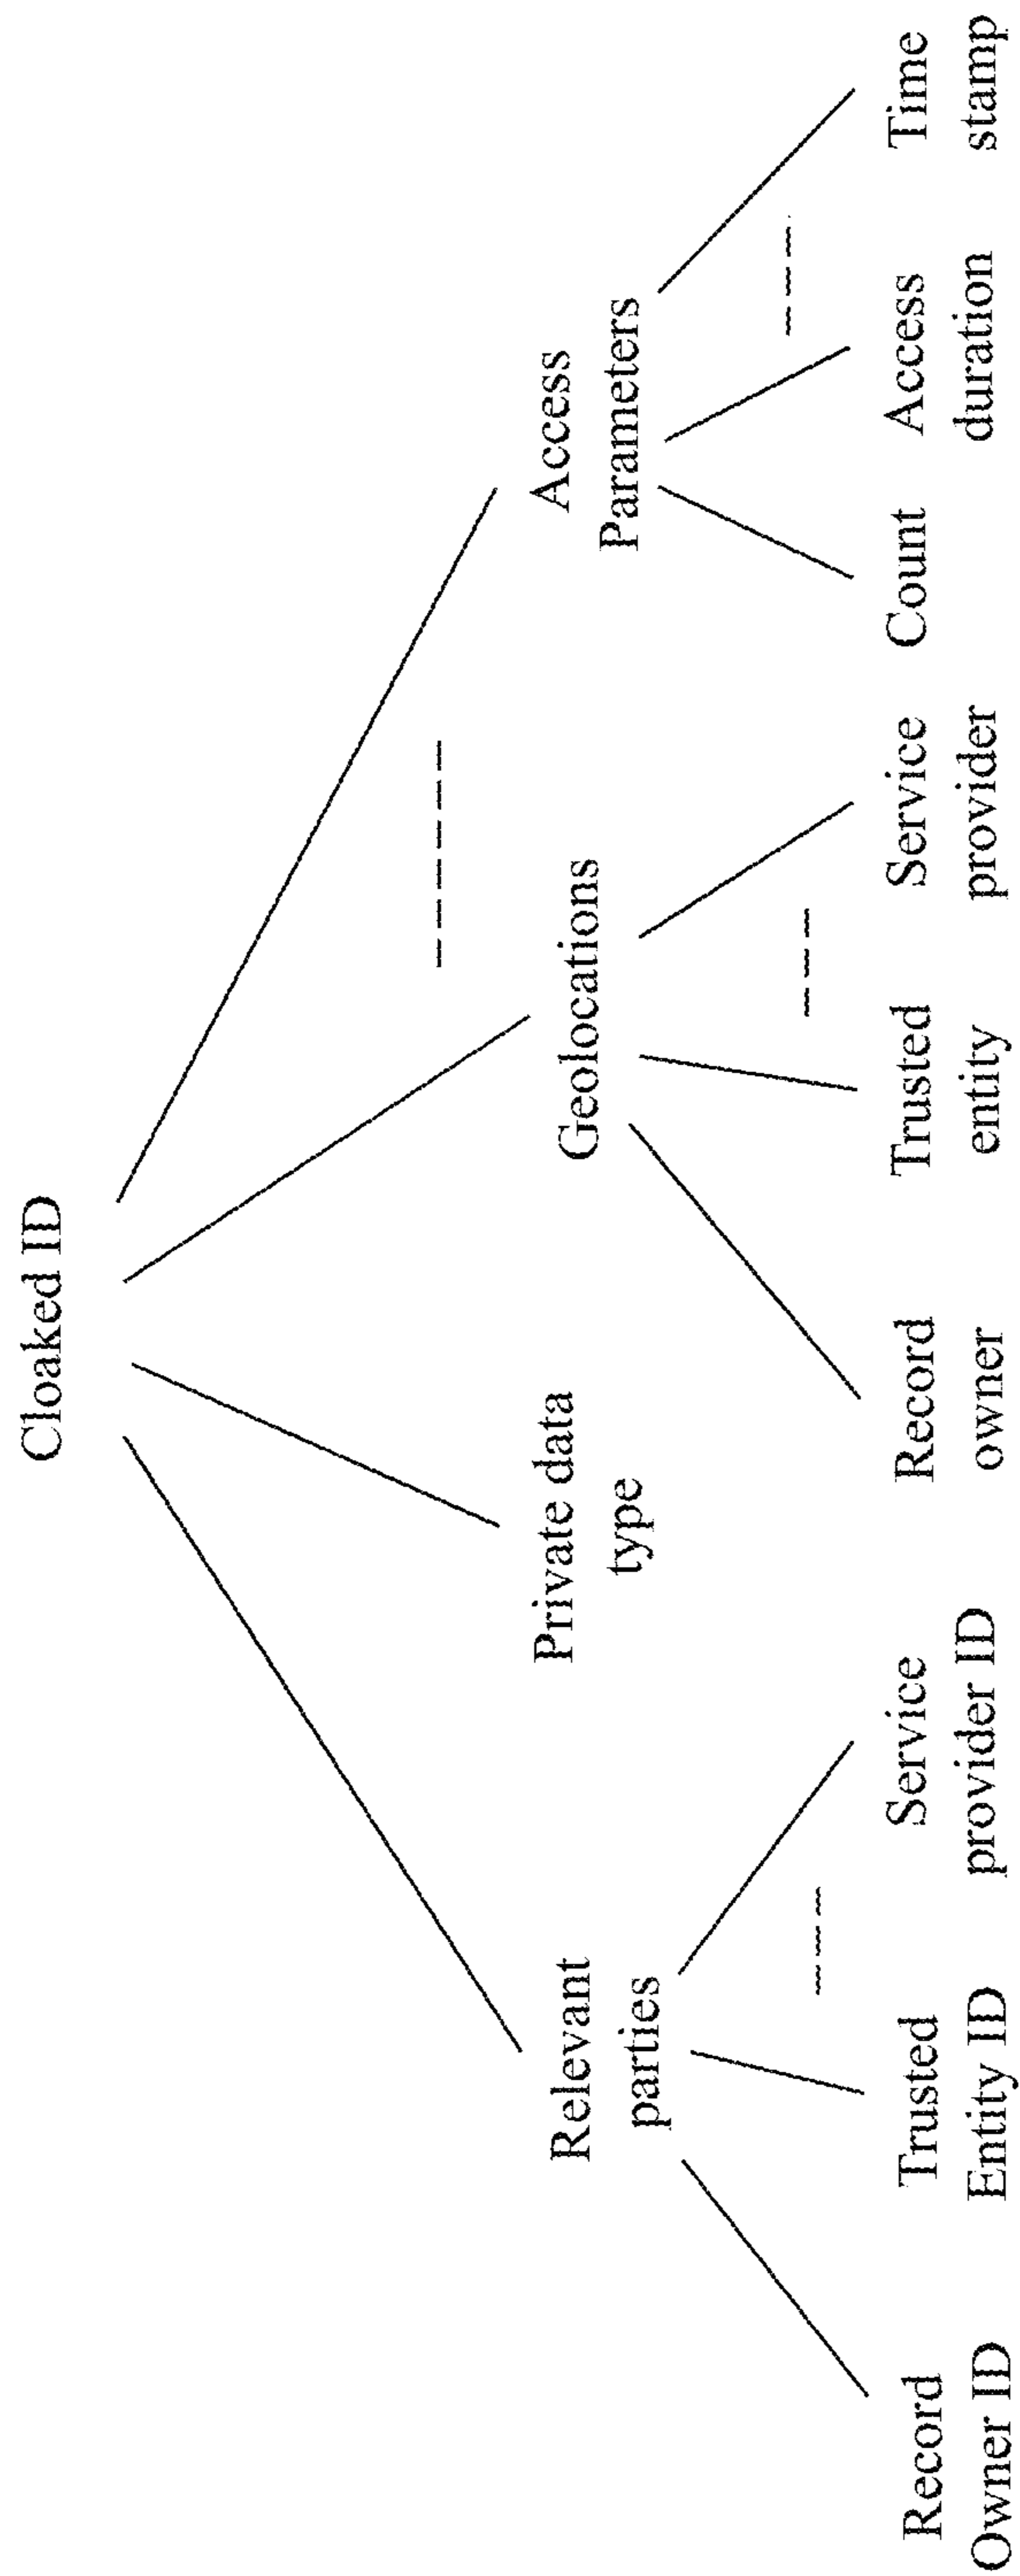 Cloaked ID
Relevant
parties
Private data
type
Geolocations
Access
Parameters
Record
Owner ID
Trusted
Entity ID
Service
provider ID
Record
owner
Trusted
entity
Service
provider
Count
Access
duration
Time
stamp